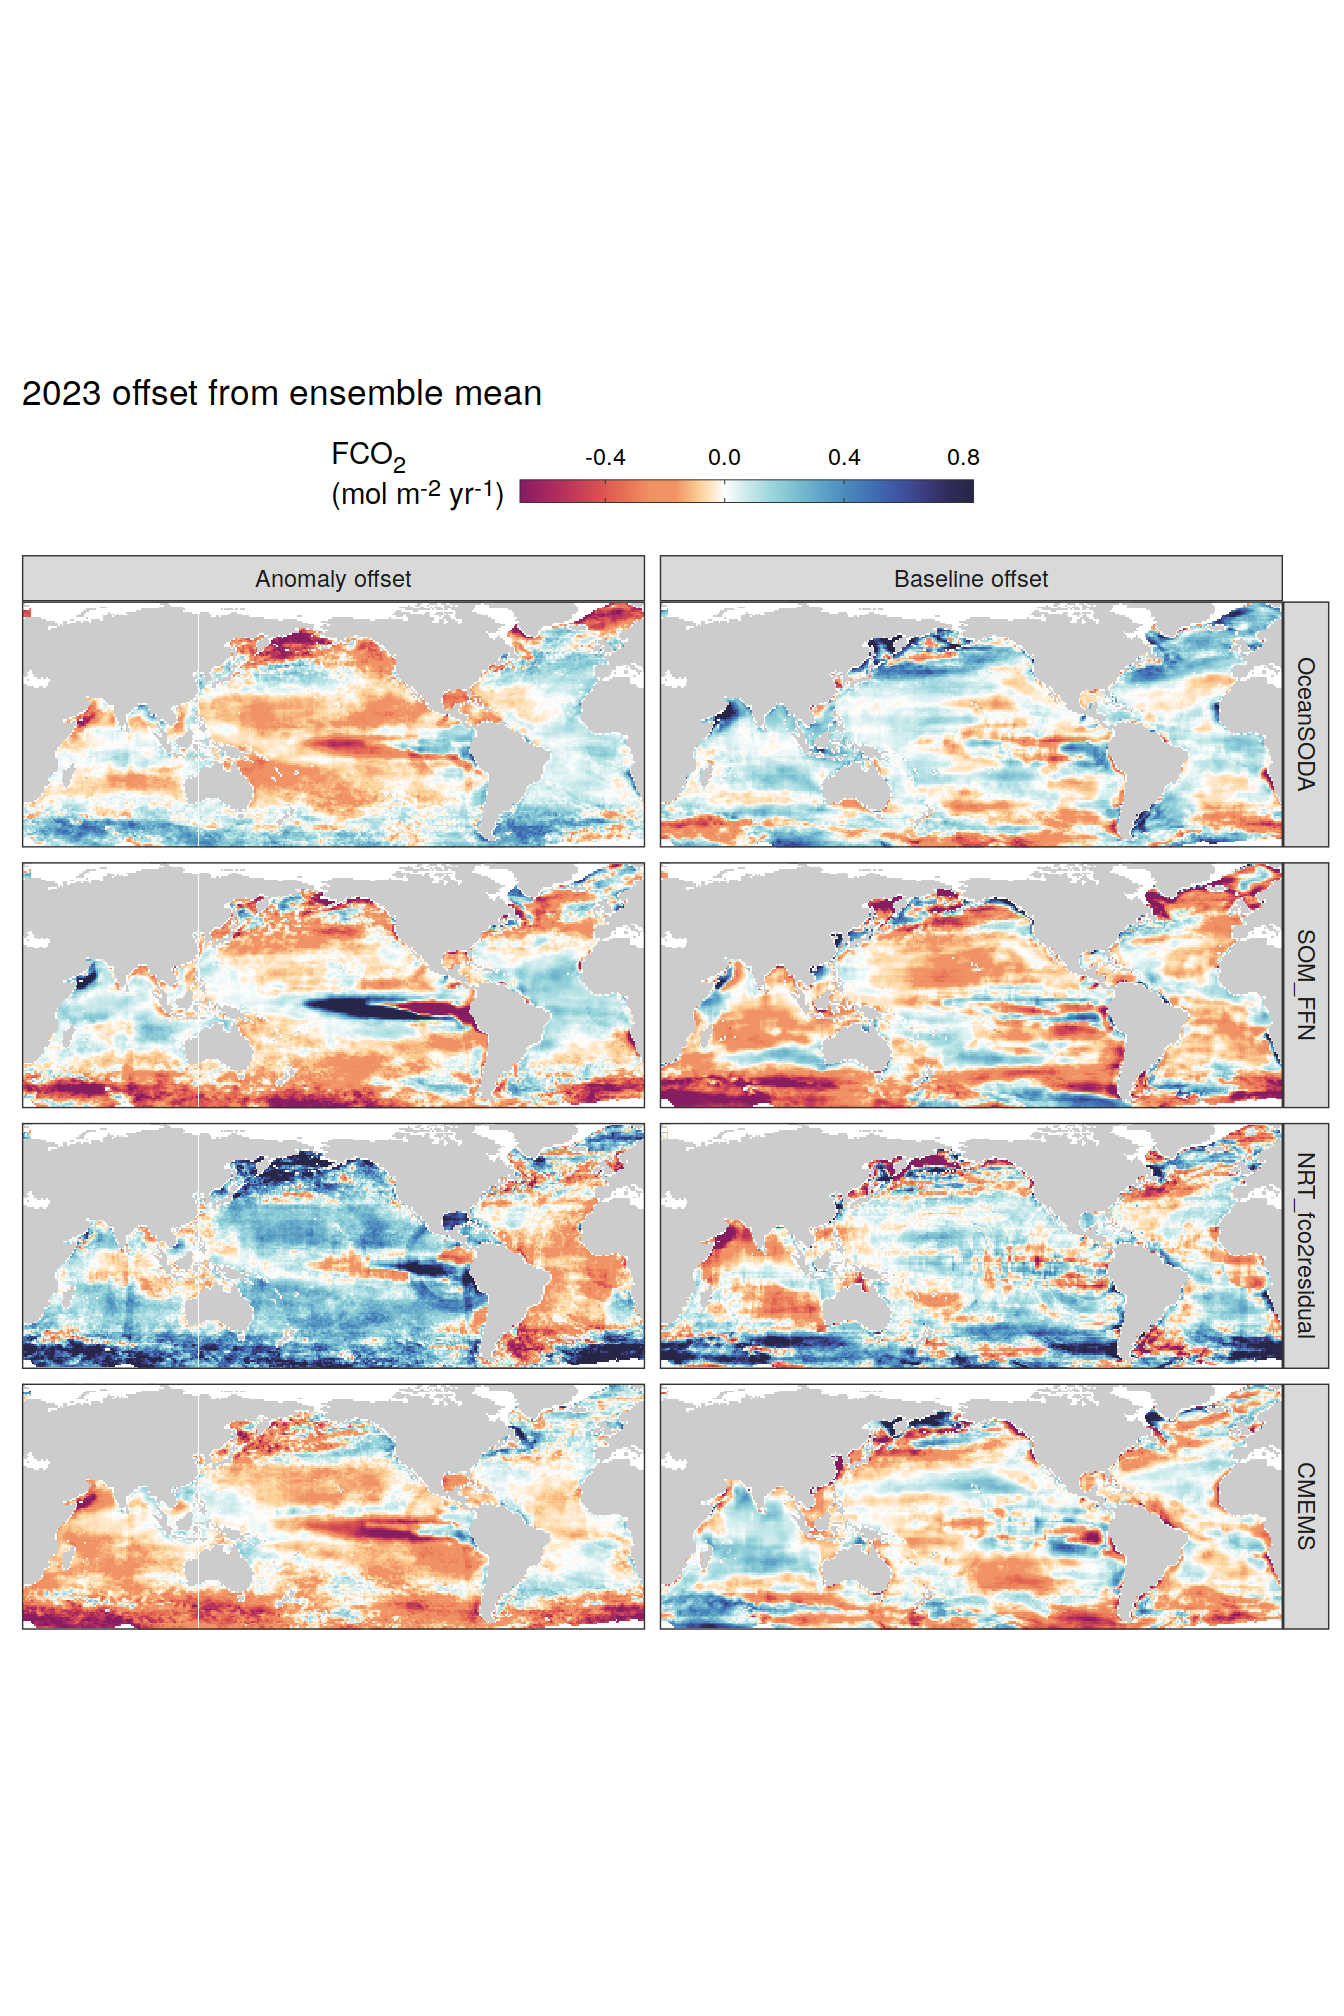 2023 offset from ensemble mean
FCO2
(mol m-2 yr-1)
-0.4 0.0 0.4 0.8
Anomaly offset
Baseline offset
OceanSODA
SOM_FFN
NRT_fco2residual
CMEMS